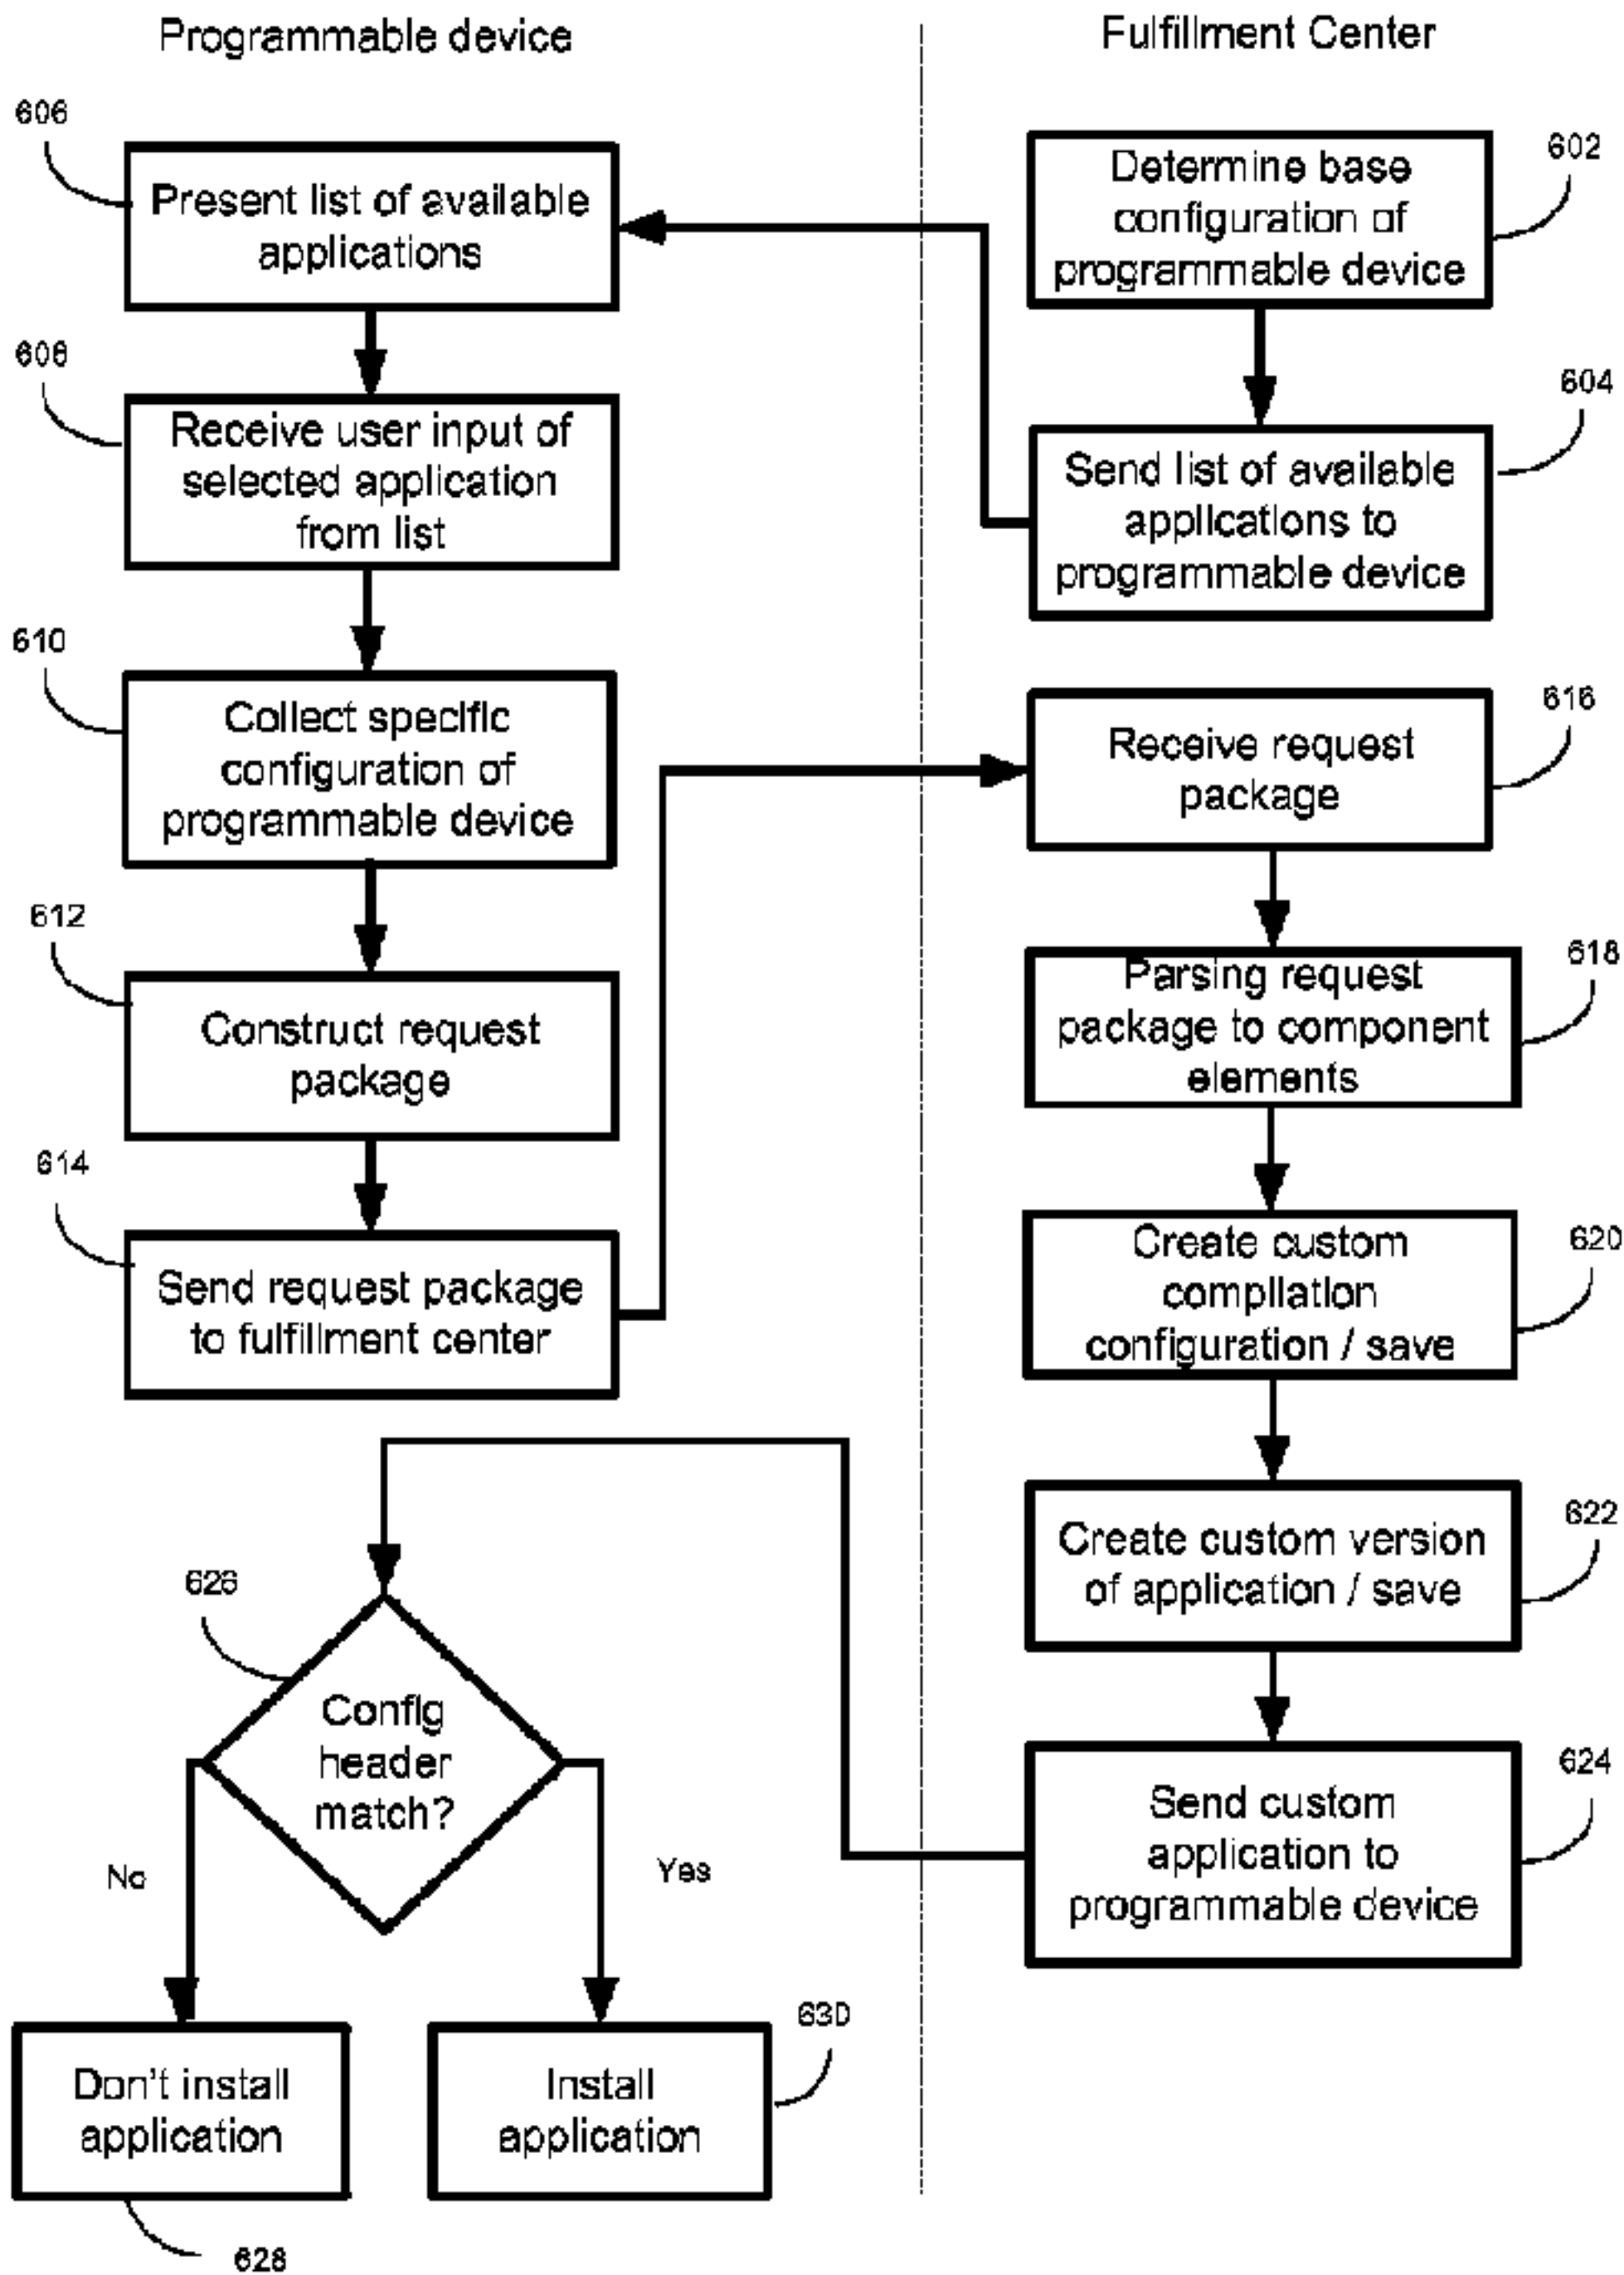 Programmable device
Fulfillment Center
606
Present list of available
applications
602
Determine base
configuration of
programmable device
608
Receive user input of
selected application
from list
604
Send list of available
applications to
programmable device
610
Collect specific
configuration of
programmable device
616
Receive request
package
612
Construct request
package
618
Parsing request
package to component
elements
614
Send request package
to fulfillment center
620
Create custom
compilation
configuration / save
622
Create custom version
of application / save
626
Config
header
match?
No
Yes
624
Send custom
application to
programmable device
Don't install
application
628
630
Install
application